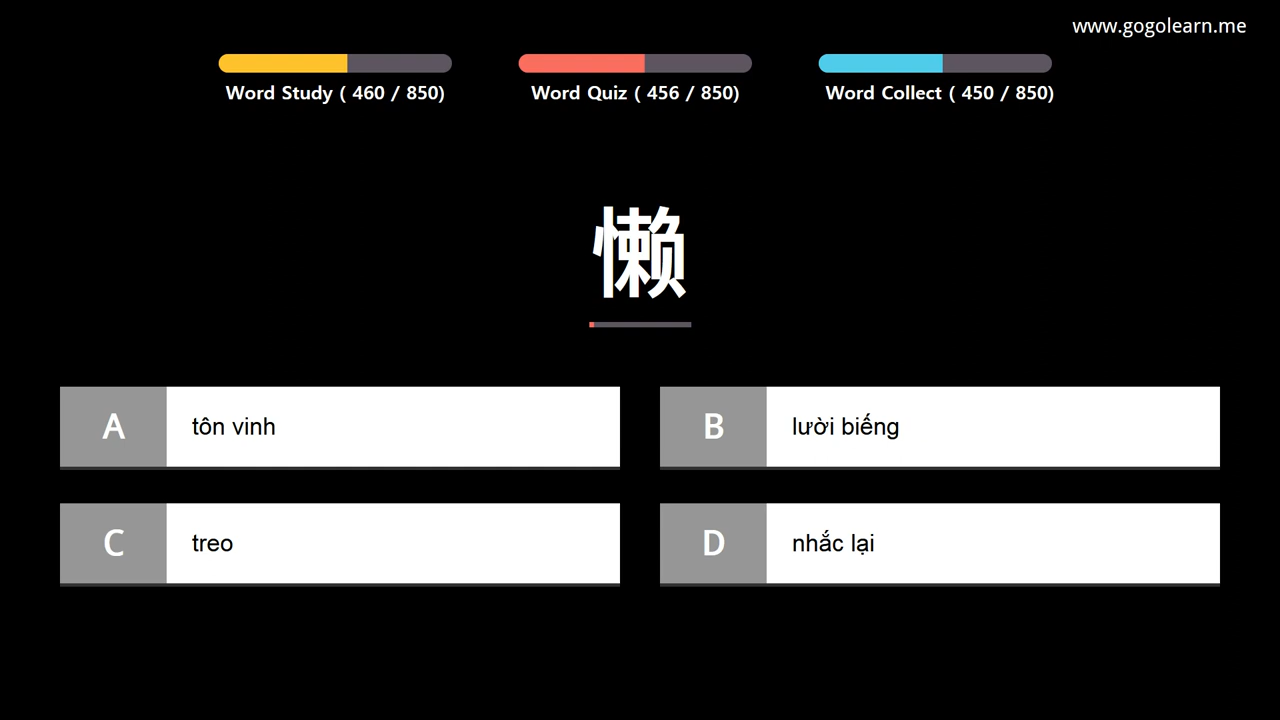 www.gogolearn.me
Word Study ( 460 / 850)
Word Quiz ( 456 / 850)
Word Collect ( 450 / 850)
懒
A tôn vinh
B lười biếng
C treo
D nhắc lại